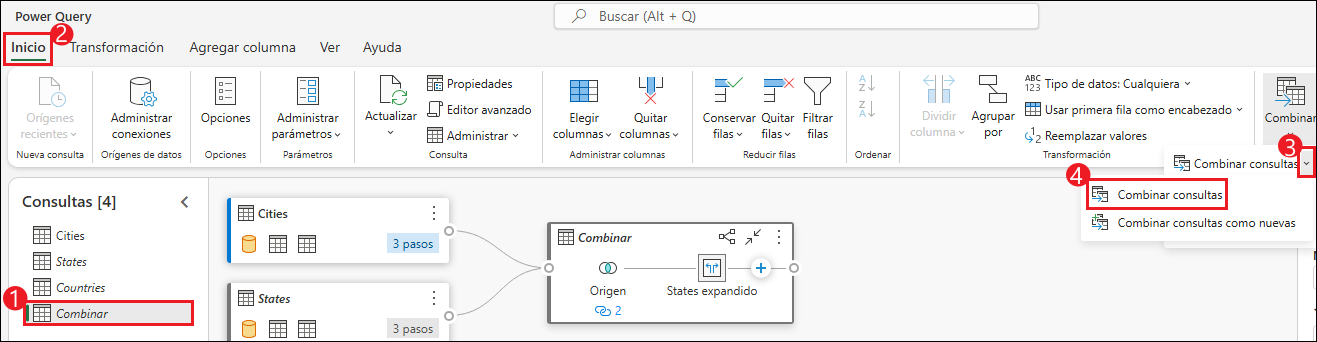 Power Query
Buscar (Alt + Q)
2
Inicio Transformación Agregar columna Ver Ayuda
Orígenes recientes
Administrar conexiones
Opciones
Administrar parámetros
Actualizar
Propiedades
Editor avanzado
Administrar
Elegir columnas
Quitar columnas
Conservar filas
Quitar filas
Filtrar filas
A
Z
Z
A
Dividir columna
Agrupar por
ABC
123
Tipo de datos: Cualquiera
Usar primera fila como encabezado
1
2
Reemplazar valores
Combinar
Nueva consulta
Orígenes de datos
Opciones
Parámetros
Consulta
Administrar columnas
Reducir filas
Ordenar
Transformación
3
Combinar consultas
4
Combinar consultas
Combinar consultas como nuevas
Consultas [4]
Cities
States
Countries
1
Combinar
Cities
3 pasos
States
3 pasos
Combinar
Origen
2
States expandido